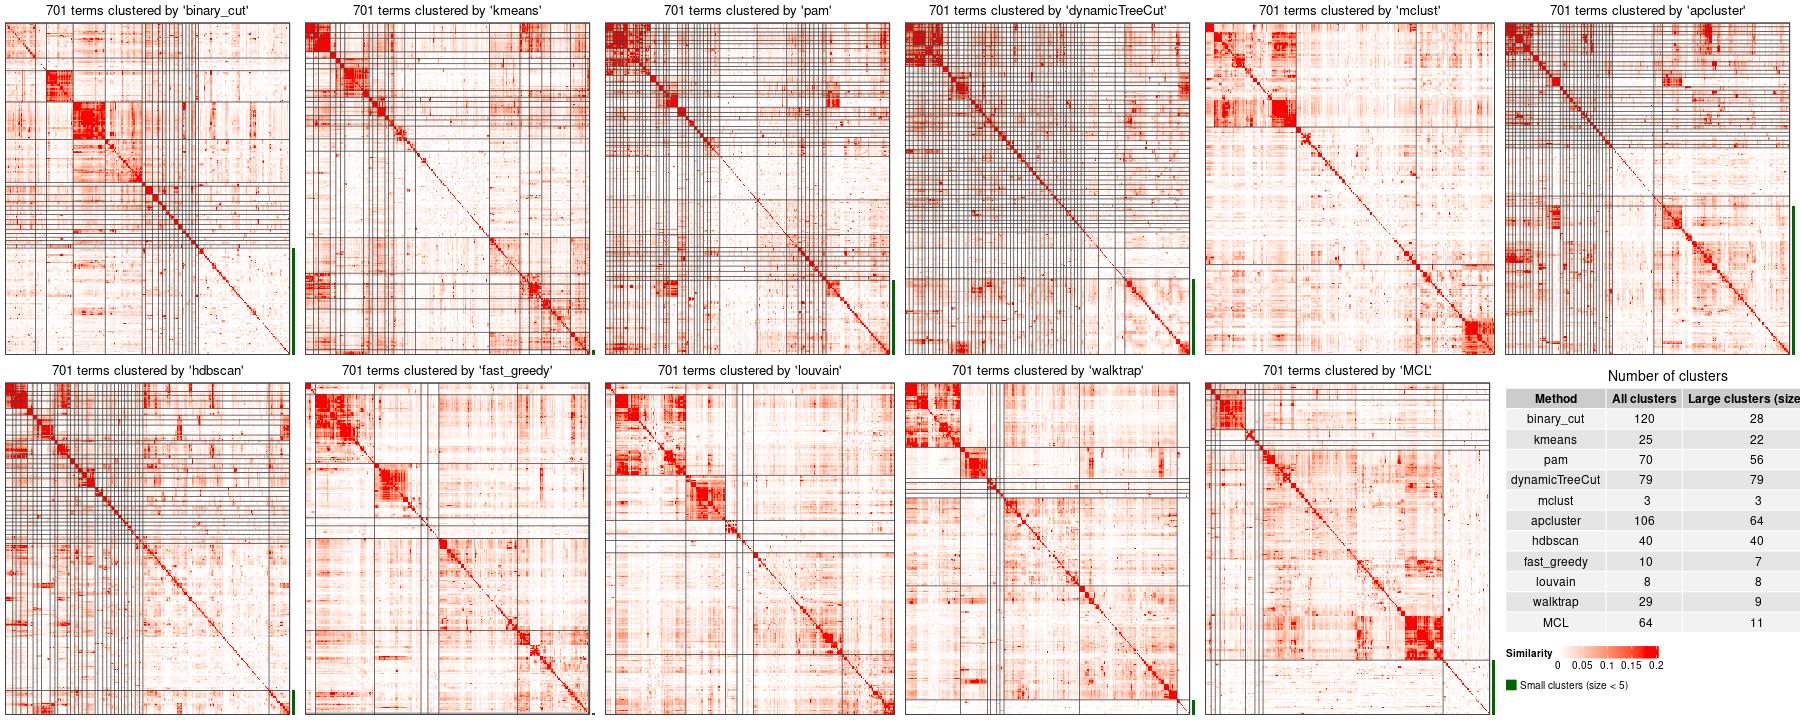 701 terms clustered by 'binary_cut'
701 terms clustered by 'kmeans'
701 terms clustered by 'pam'
701 terms clustered by 'dynamicTreeCut'
701 terms clustered by 'mclust'
701 terms clustered by 'apcluster'
701 terms clustered by 'hdbscan'
701 terms clustered by 'fast_greedy'
701 terms clustered by 'louvain'
701 terms clustered by 'walktrap'
701 terms clustered by 'MCL'
Number of clusters
Method All clusters Large clusters (size
binary_cut 120 28
kmeans 25 22
pam 70 56
dynamicTreeCut 79 79
mclust 3 3
apcluster 106 64
hdbscan 40 40
fast_greedy 10 7
louvain 8 8
walktrap 29 9
MCL 64 11
Similarity
0 0.05 0.1 0.15 0.2
Small clusters (size < 5)